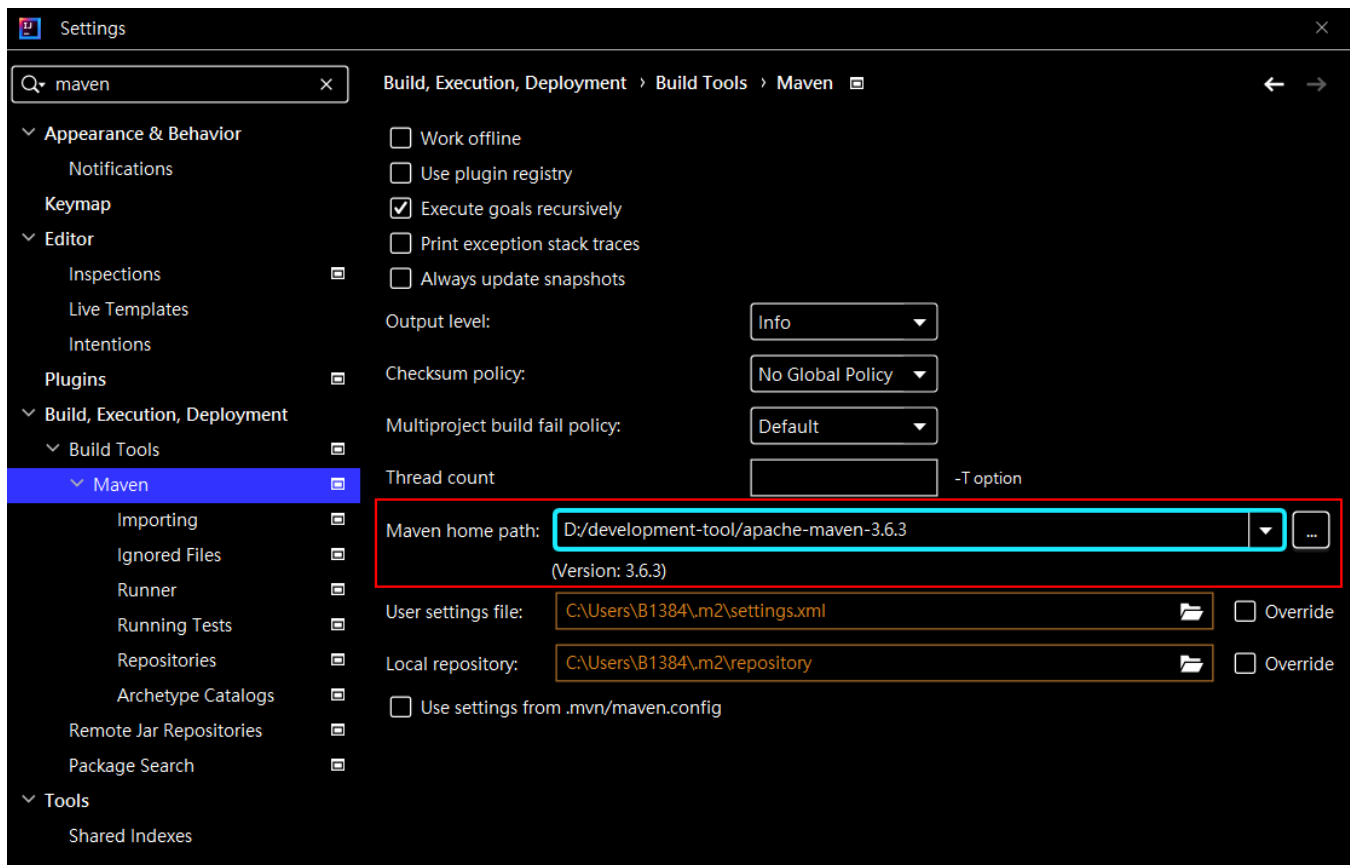 Settings
maven
Appearance & Behavior
Notifications
Keymap
Editor
Inspections
Live Templates
Intentions
Plugins
Build, Execution, Deployment
Build Tools
Maven
Importing
Ignored Files
Runner
Running Tests
Repositories
Archetype Catalogs
Remote Jar Repositories
Package Search
Tools
Shared Indexes
Build, Execution, Deployment › Build Tools › Maven
Work offline
Use plugin registry
Execute goals recursively
Print exception stack traces
Always update snapshots
Output level: Info
Checksum policy: No Global Policy
Multiproject build fail policy: Default
Thread count -T option
Maven home path: D:/development-tool/apache-maven-3.6.3 ...
(Version: 3.6.3)
User settings file: C:\Users\B1384\.m2\settings.xml Override
Local repository: C:\Users\B1384\.m2\repository Override
Use settings from .mvn/maven.config